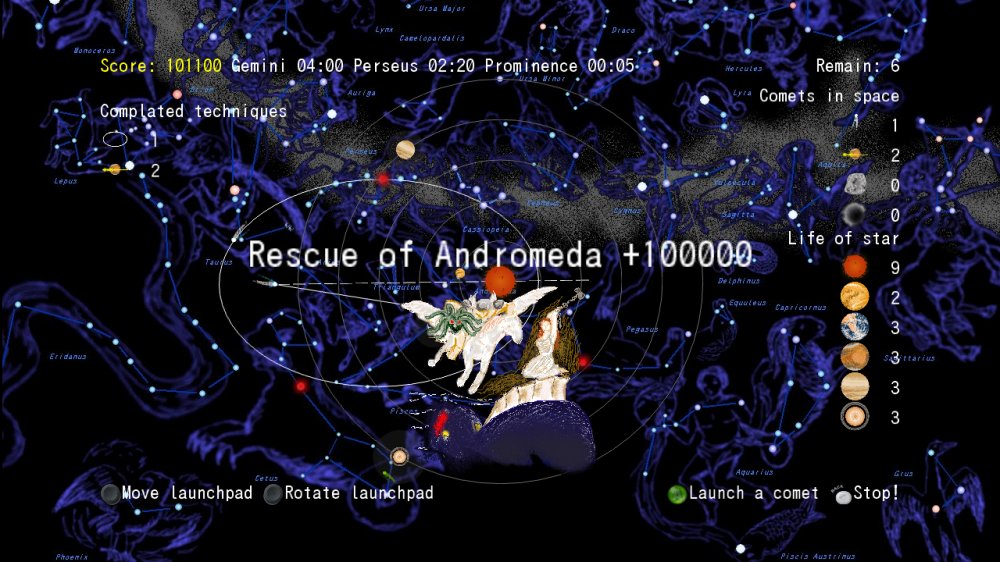 Ursa Major
Lynx
Camelopardalis
Draco
Monoceros
Hercules
Score: 101100 Gemini 04:00 Perseus 02:20 Prominence 00:05
Remain: 6
Ursa Minor
Auriga
Lyra
Comets in space
Complated techniques
1
1
2
2
0
0
Lepus
Vulpecula
Cepheus
Cygnus
Sagitta
Cassiopeia
Life of star
Rescue of Andromeda +100000
Taurus
9
Triangulum
Delphinus
2
Equuleus
Capricornus
3
Pegasus
Eridanus
3
Sagittarius
3
Pisces
3
Cetus
Aquarius
Grus
Move launchpad
Rotate launchpad
Launch a comet
BACK
Stop!
Phoenix
Piscis Austrinus